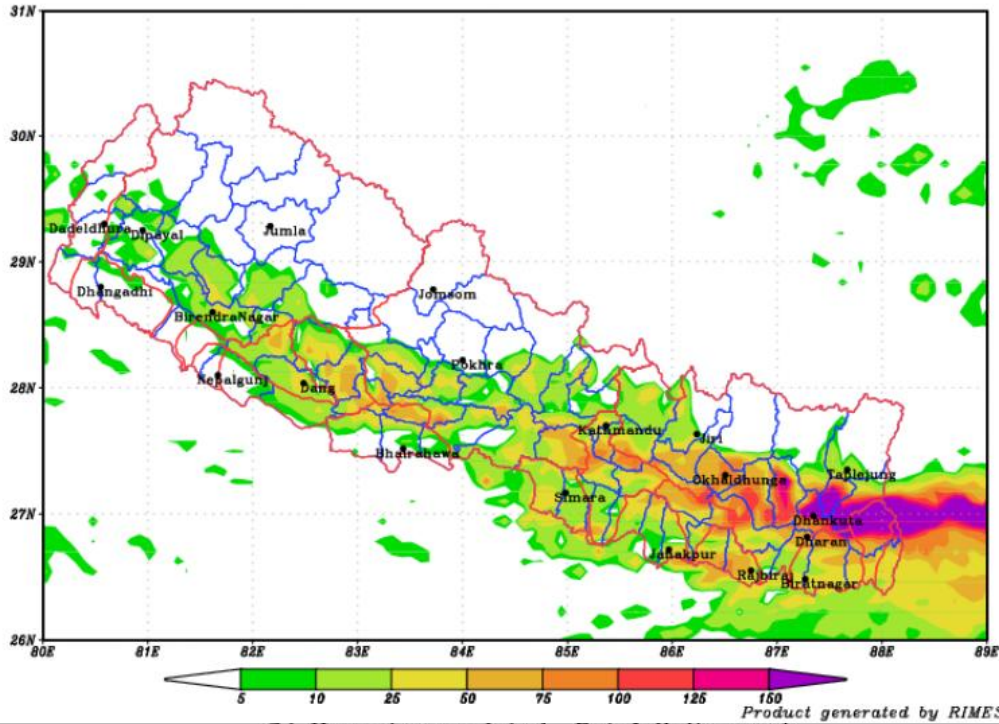 31N
30N
29N
28N
27N
26N
80E 81E 82E 83E 84E 85E 86E 87E 88E 89E
Dadeldhura
Dipayal
Jumla
Dhangadhi
Jomsom
BirendraNagar
Pokhra
Nepalgunj
Dang
Bhairahawa
Katamandu
Jiri
Okhaldhunga
Taplejung
Simara
Dhankuta
Dharan
Janakpur
Rajbiraj
Biratnagar
5 10 25 50 75 100 125 150
Product generated by RIMES